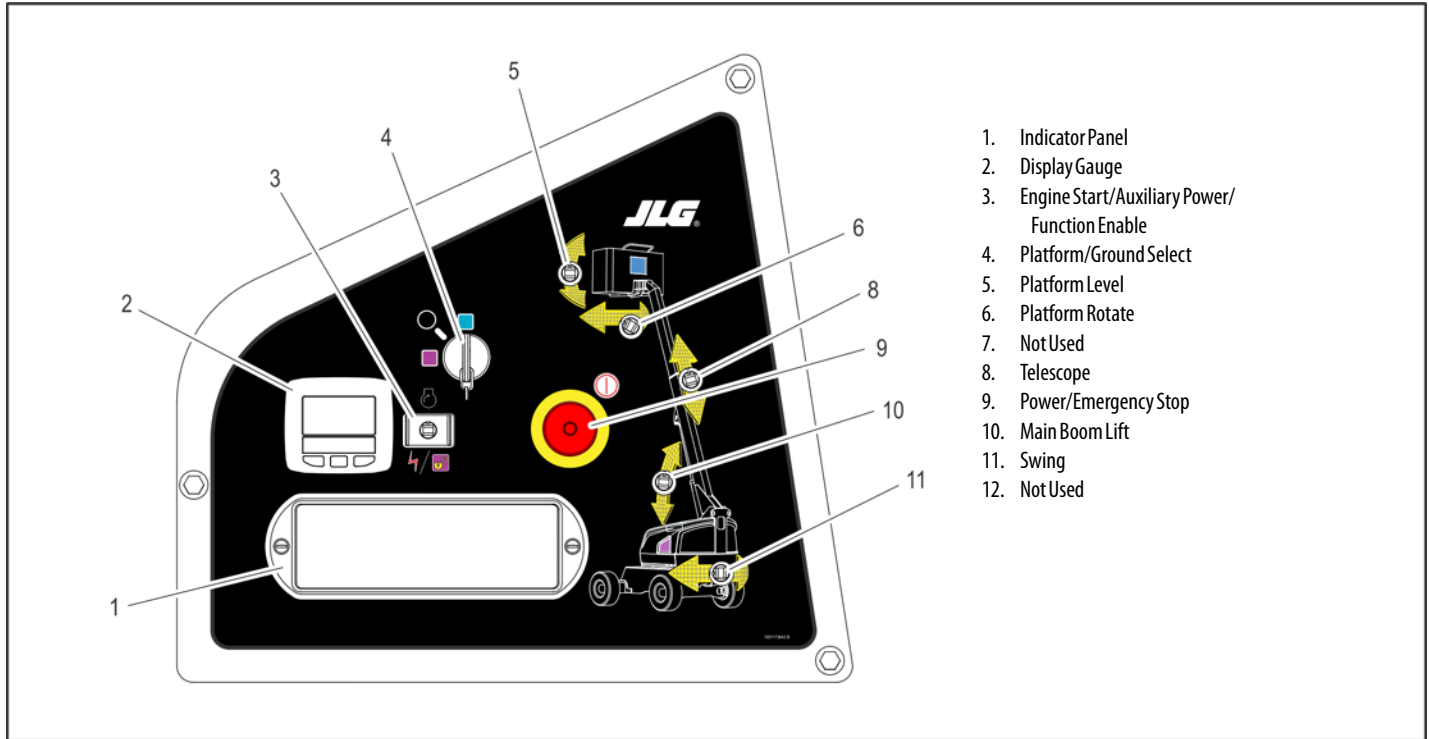 5
4
3
6
2
8
9
10
11
1
JLG
1. Indicator Panel
2. Display Gauge
3. Engine Start/Auxiliary Power/
Function Enable
4. Platform/Ground Select
5. Platform Level
6. Platform Rotate
7. Not Used
8. Telescope
9. Power/Emergency Stop
10. Main Boom Lift
11. Swing
12. Not Used